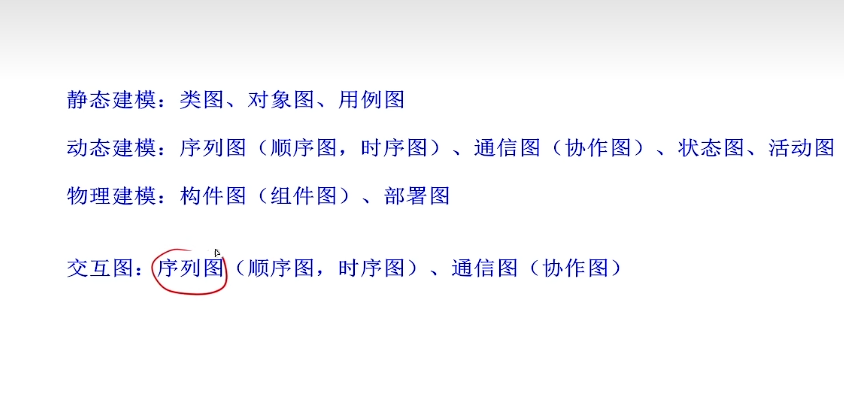 静态建模：类图、对象图、用例图
动态建模：序列图（顺序图，时序图）、通信图（协作图）、状态图、活动图
物理建模：构件图（组件图）、部署图
交互图：序列图（顺序图，时序图）、通信图（协作图）